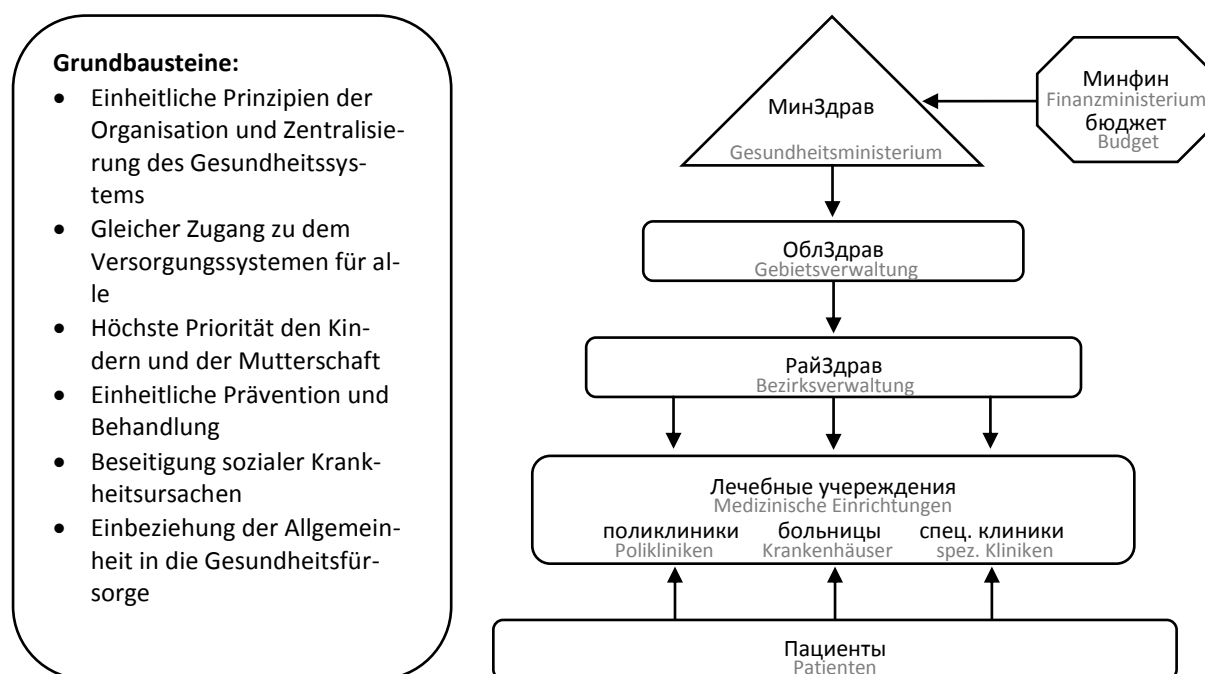 Grundbausteine:
• Einheitliche Prinzipien der
Organisation und Zentralisie-
rung des Gesundheitssys-
tems
• Gleicher Zugang zu dem
Versorgungssystemen für al-
le
• Höchste Priorität den Kin-
dern und der Mutterschaft
• Einheitliche Prävention und
Behandlung
• Beseitigung sozialer Krank-
heitsursachen
• Einbeziehung der Allgemein-
heit in die Gesundheitsfür-
sorge
МинЗдрав
Gesundheitsministerium
Минфин
Finanzministerium
бюджет
Budget
ОблЗдрав
Gebietsverwaltung
РайЗдрав
Bezirksverwaltung
Лечебные учереждения
Medizinische Einrichtungen
поликлиники больницы спец. клиники
Polikliniken Krankenhäuser spez. Kliniken
Пациенты
Patienten